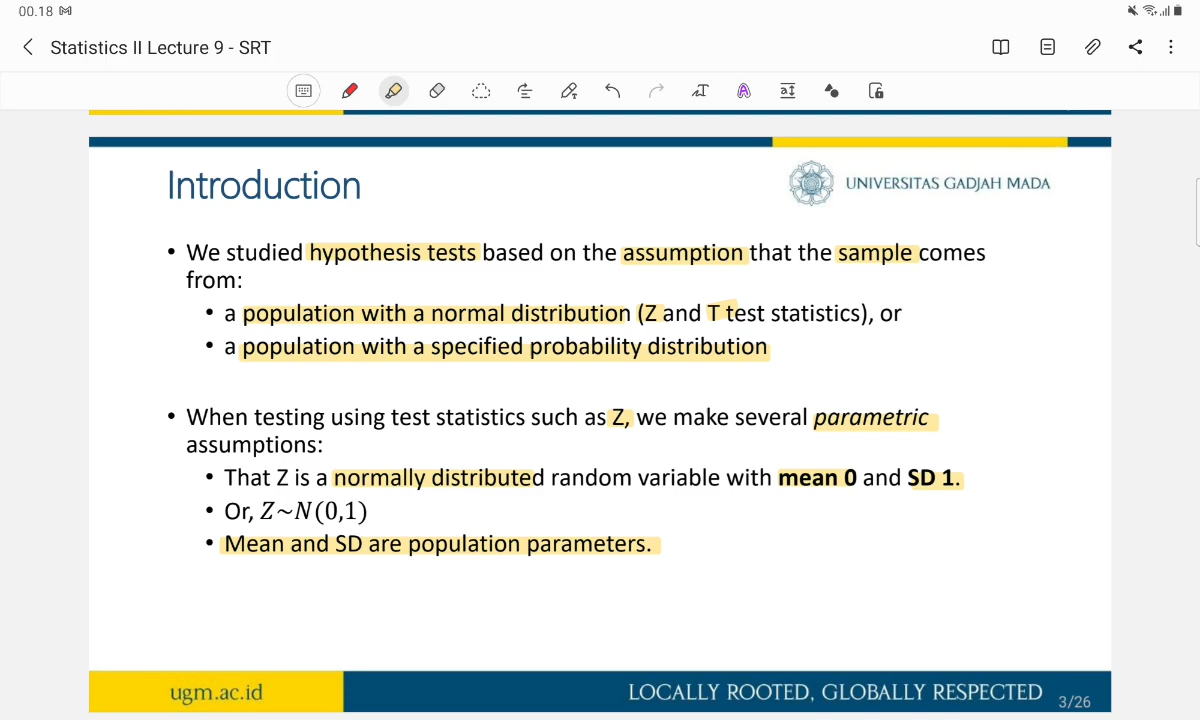 00.18
Statistics II Lecture 9 - SRT
Introduction
UNIVERSITAS GADJAH MADA
• We studied hypothesis tests based on the assumption that the sample comes
from:
• a population with a normal distribution (Z and T test statistics), or
• a population with a specified probability distribution
• When testing using test statistics such as Z, we make several parametric
assumptions:
• That Z is a normally distributed random variable with mean 0 and SD 1.
• Or, Z~N(0,1)
• Mean and SD are population parameters.
ugm.ac.id
LOCALLY ROOTED, GLOBALLY RESPECTED
3/26